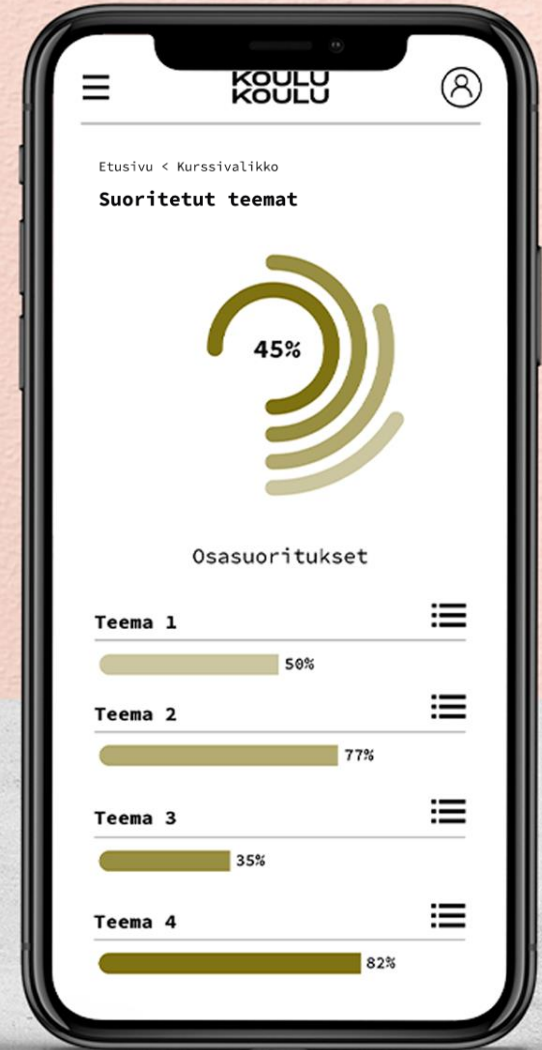 KOULU
KOULU
Etusivu < Kurssivalikko
Suoritetut teemat
45%
Osasuoritukset
Teema 1
50%
Teema 2
77%
Teema 3
35%
Teema 4
82%